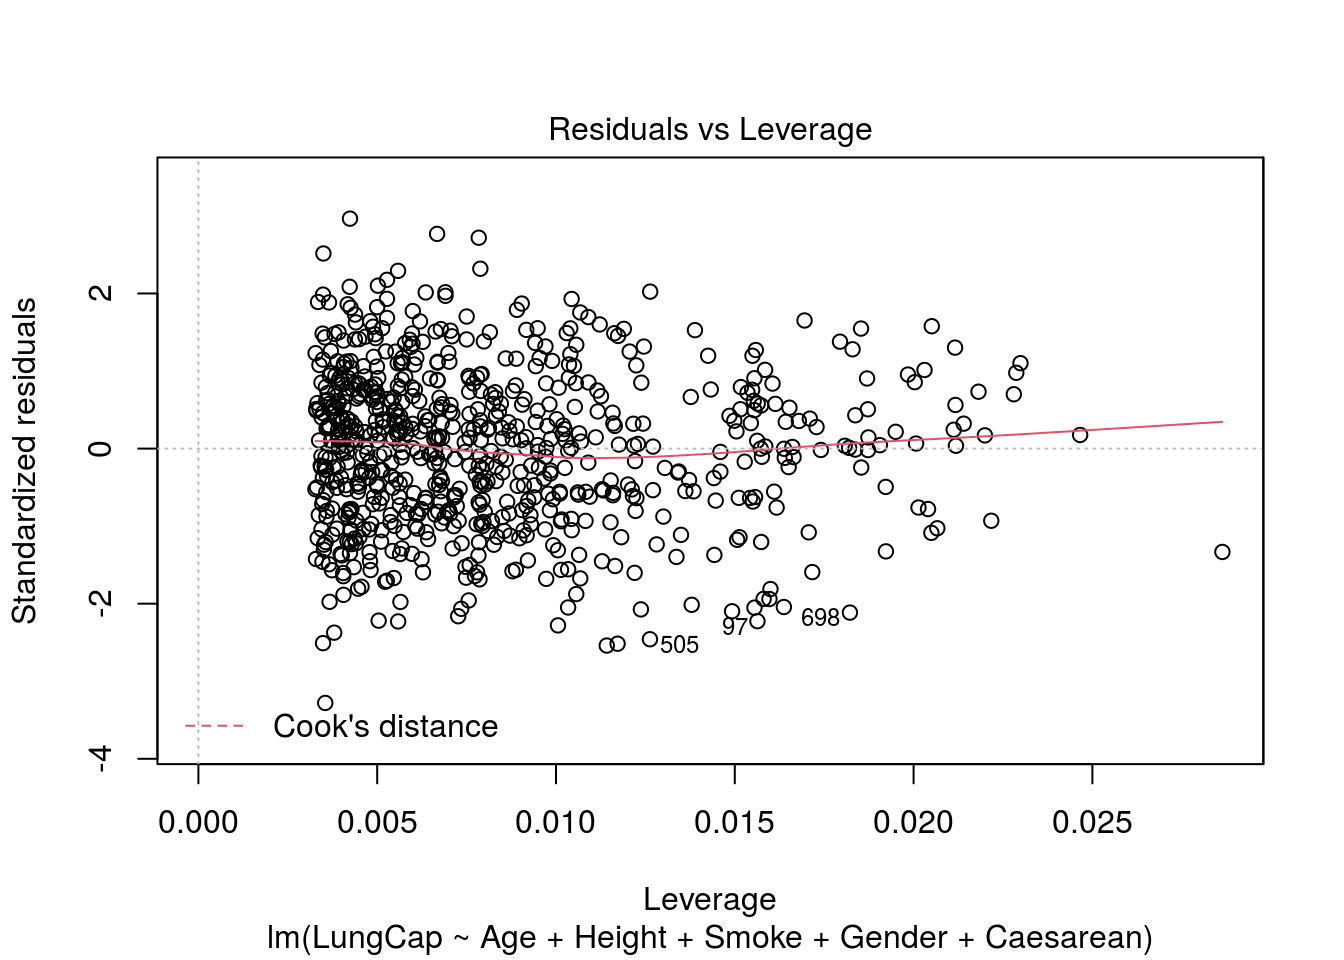 Residuals vs Leverage
Standardized residuals
2
0
-2
-4
505
97
698
Cook's distance
0.000 0.005 0.010 0.015 0.020 0.025
Leverage
lm(LungCap ~ Age + Height + Smoke + Gender + Caesarean)